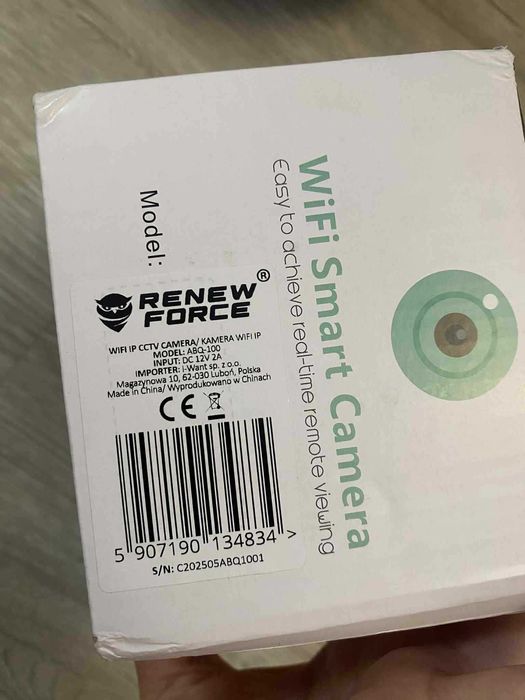 WiFi Smart Camera
Easy to achieve real-time remote viewing
Model:
RENEW ®
FORCE
WIFI IP CCTV CAMERA/ KAMERA WIFI IP
MODEL: ABQ-100
INPUT: DC 12V 2A
IMPORTER: I-Want sp. z.o.o.
Magazynowa 10, 62-030 Luboń, Polska
Made in China/ Wyprodukowano w Chinach
CE
5 907190 134834 >
S/N: C202505ABQ1001